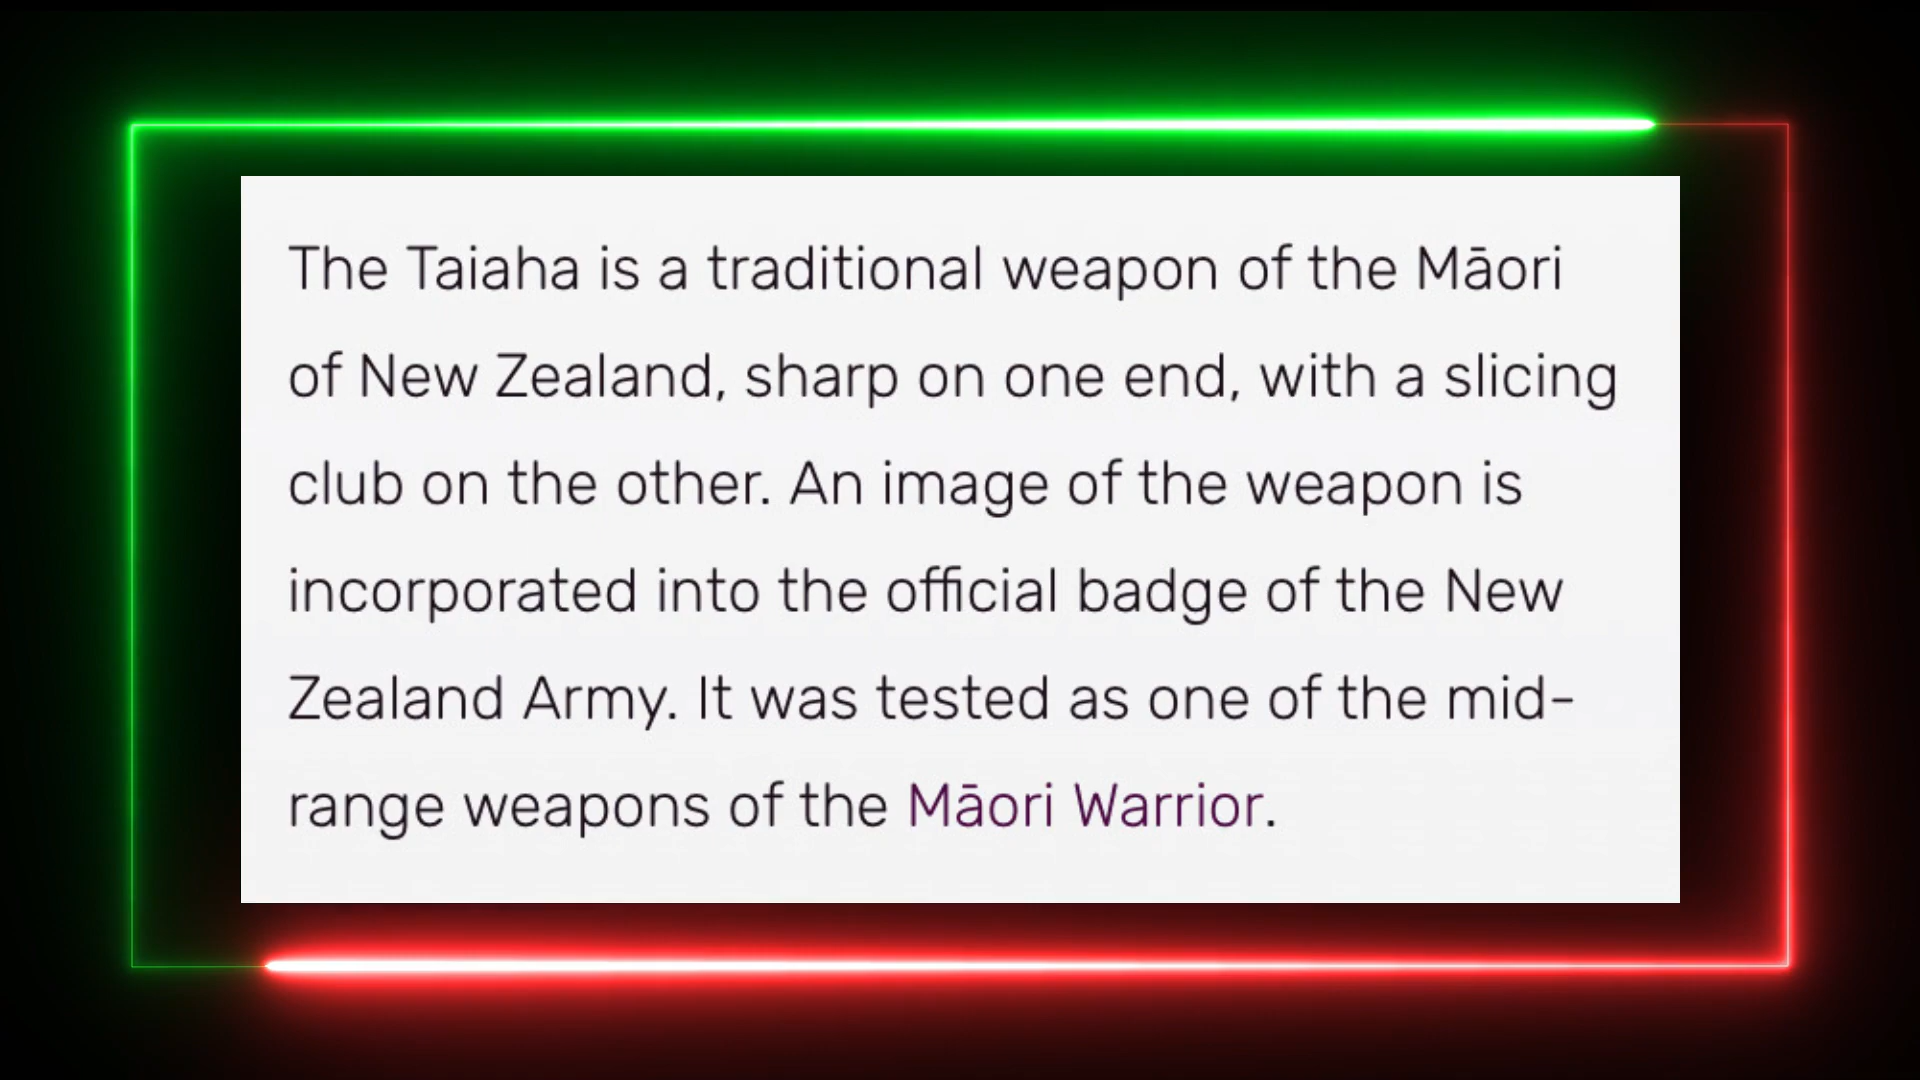 The Taiaha is a traditional weapon of the Māori
of New Zealand, sharp on one end, with a slicing
club on the other. An image of the weapon is
incorporated into the official badge of the New
Zealand Army. It was tested as one of the mid-
range weapons of the Māori Warrior.